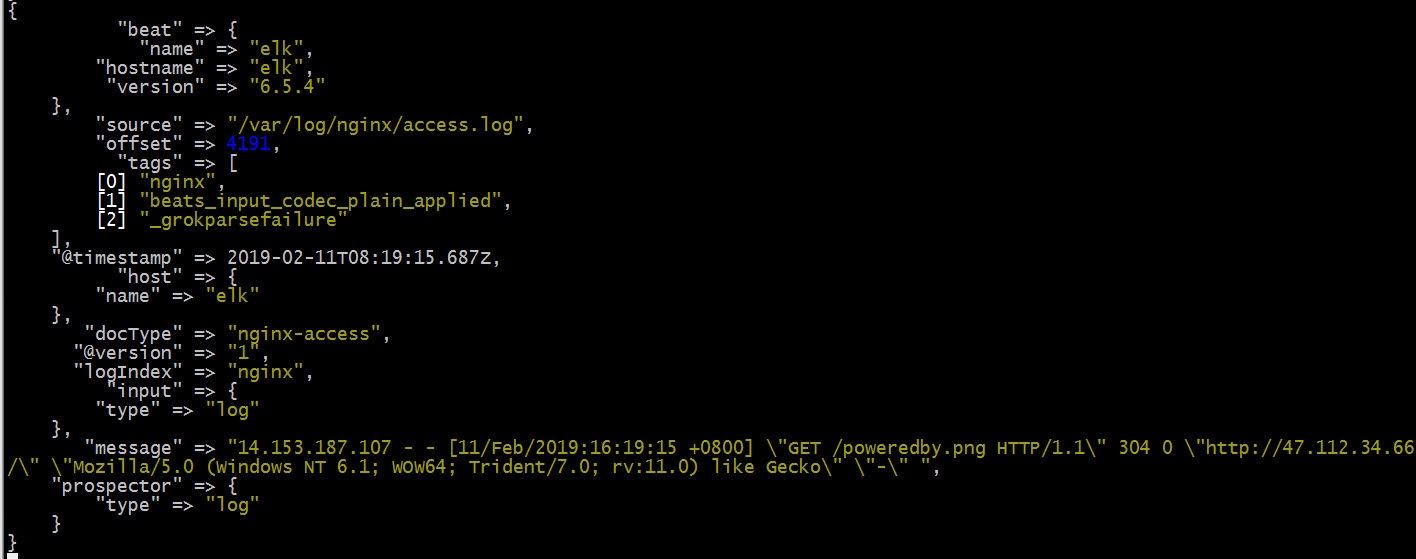 {
"beat" => {
"name" => "elk",
"hostname" => "elk",
"version" => "6.5.4"
},
"source" => "/var/log/nginx/access.log",
"offset" => 4191,
"tags" => [
[0] "nginx",
[1] "beats_input_codec_plain_applied",
[2] "_grokparsefailure"
],
"@timestamp" => 2019-02-11T08:19:15.687Z,
"host" => {
"name" => "elk"
},
"docType" => "nginx-access",
"@version" => "1",
"logIndex" => "nginx",
"input" => {
"type" => "log"
},
"message" => "14.153.187.107 - - [11/Feb/2019:16:19:15 +0800] \"GET /poweredby.png HTTP/1.1\" 304 0 \"http://47.112.34.66
/\" \"Mozilla/5.0 (Windows NT 6.1; WOW64; Trident/7.0; rv:11.0) like Gecko\" \"-\" ",
"prospector" => {
"type" => "log"
}
}